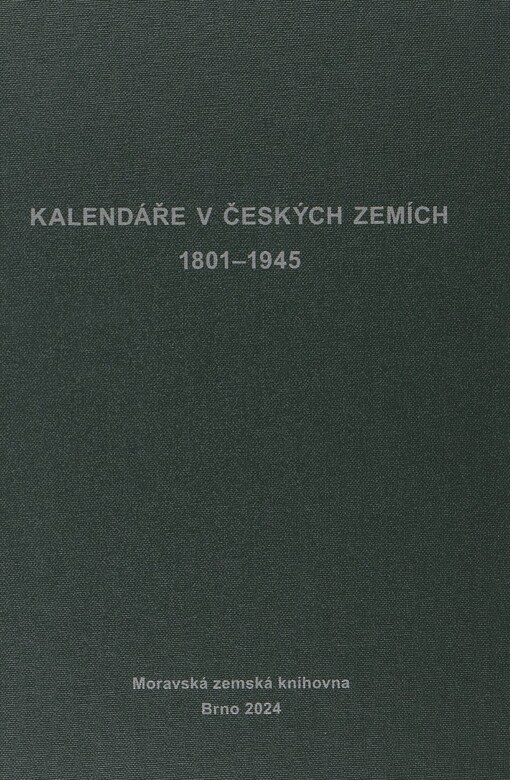 KALENDÁŘE V ČESKÝCH ZEMÍCH
1801–1945
Moravská zemská knihovna
Brno 2024